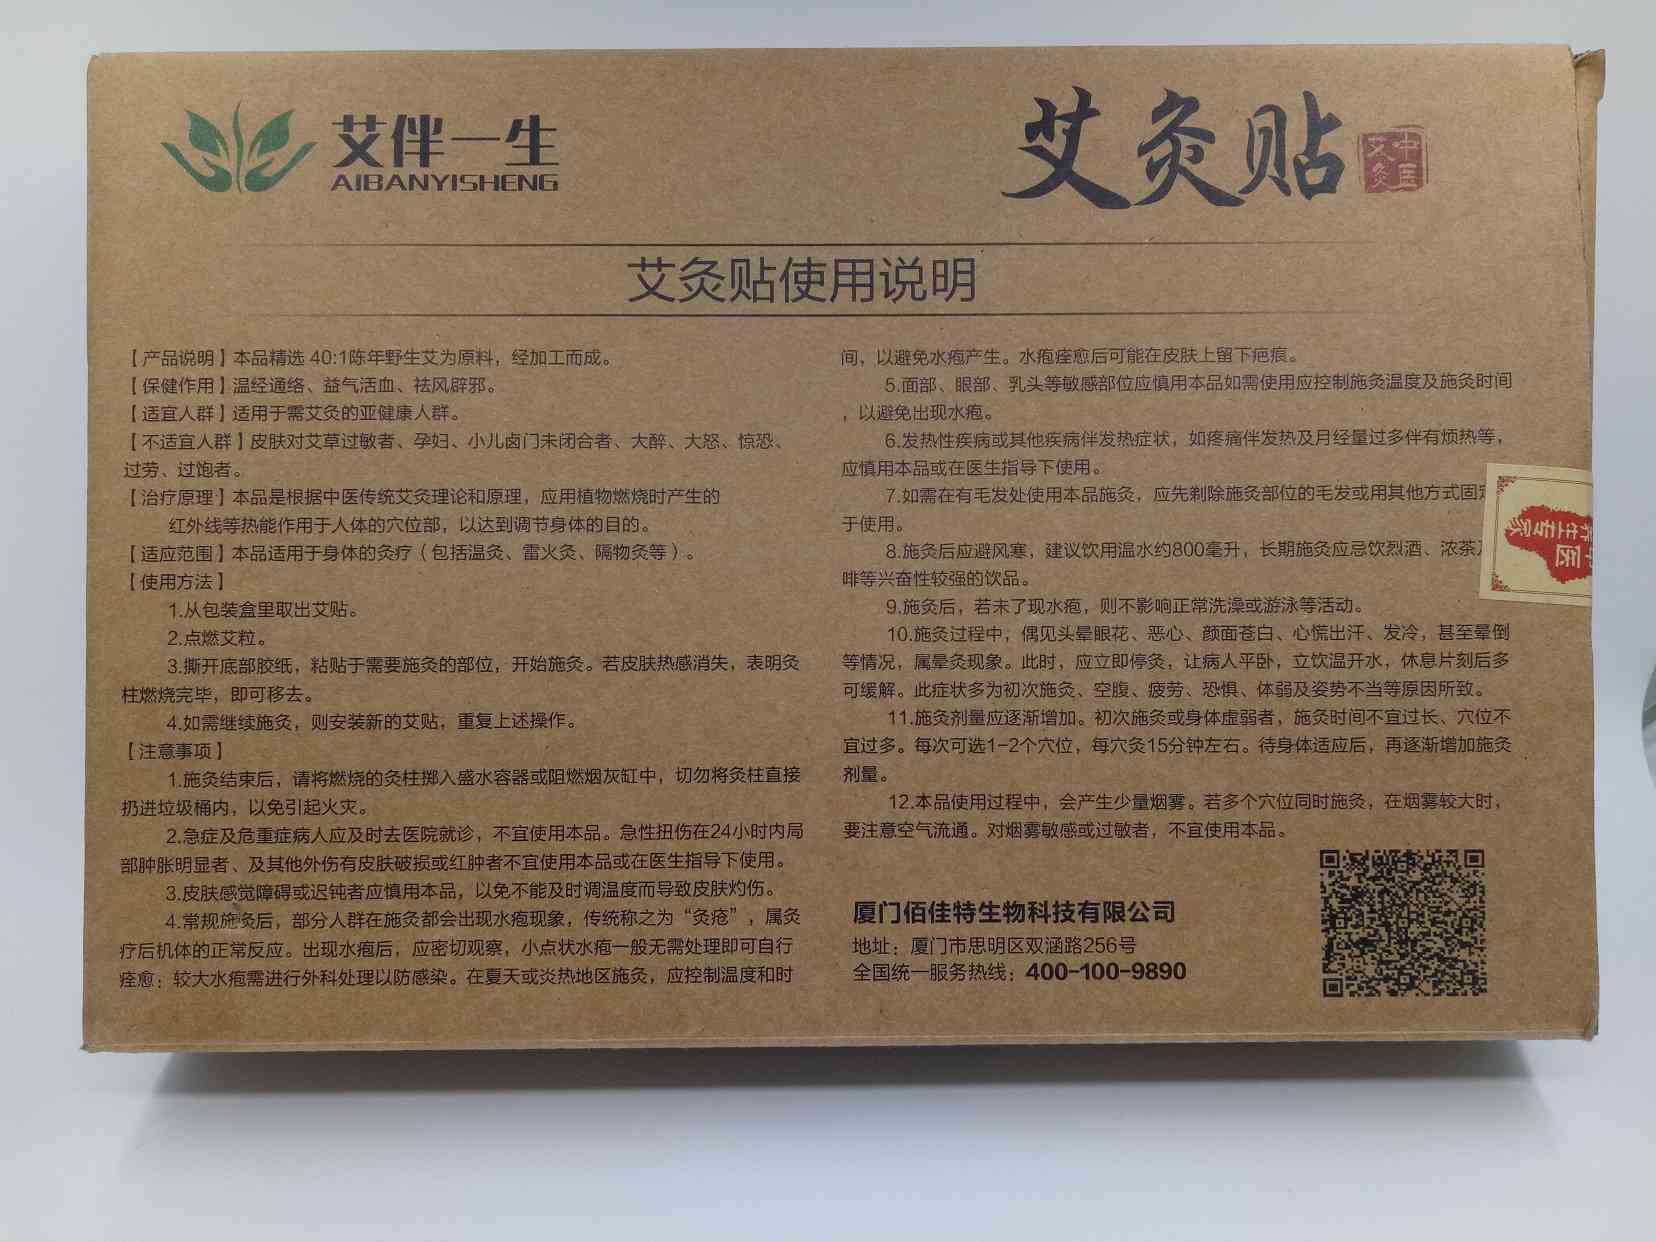 艾伴一生
AIBANYISHENG
艾灸贴
中医
艾灸
艾灸贴使用说明
【产品说明】本品精选 40:1陈年野生艾为原料，经加工而成。
【保健作用】温经通络、益气活血、祛风辟邪。
【适宜人群】适用于需艾灸的亚健康人群。
【不适宜人群】皮肤对艾草过敏者、孕妇、小儿卤门未闭合者、大醉、大怒、惊恐、
过劳、过饱者。
【治疗原理】本品是根据中医传统艾灸理论和原理，应用植物燃烧时产生的
红外线等热能作用于人体的穴位部，以达到调节身体的目的。
【适应范围】本品适用于身体的灸疗（包括温灸、雷火灸、隔物灸等）。
【使用方法】
1.从包装盒里取出艾贴。
2.点燃艾粒。
3.撕开底部胶纸，粘贴于需要施灸的部位，开始施灸。若皮肤热感消失，表明灸
柱燃烧完毕，即可移去。
4.如需继续施灸，则安装新的艾贴，重复上述操作。
【注意事项】
1.施灸结束后，请将燃烧的灸柱掷入盛水容器或阻燃烟灰缸中，切勿将灸柱直接
扔进垃圾桶内，以免引起火灾。
2.急症及危重症病人应及时去医院就诊，不宜使用本品。急性扭伤在24小时内局
部肿胀明显者、及其他外伤有皮肤破损或红肿者不宜使用本品或在医生指导下使用。
3.皮肤感觉障碍或迟钝者应慎用本品，以免不能及时调温度而导致皮肤灼伤。
4.常规施灸后，部分人群在施灸都会出现水疱现象，传统称之为“灸疮”，属灸
疗后机体的正常反应。出现水疱后，应密切观察，小点状水疱一般无需处理即可自行
痊愈；较大水疱需进行外科处理以防感染。在夏天或炎热地区施灸，应控制温度和时
间，以避免水疱产生。水疱痊愈后可能在皮肤上留下疤痕。
5.面部、眼部、乳头等敏感部位应慎用本品如需使用应控制施灸温度及施灸时间
，以避免出现水疱。
6.发热性疾病或其他疾病伴发热症状，如疼痛伴发热及月经量过多伴有烦热等，
应慎用本品或在医生指导下使用。
7.如需在有毛发处使用本品施灸，应先剃除施灸部位的毛发或用其他方式固定
于使用。
8.施灸后应避风寒，建议饮用温水约800毫升，长期施灸应忌饮烈酒、浓茶
啡等兴奋性较强的饮品。
9.施灸后，若未了现水疱，则不影响正常洗澡或游泳等活动。
10.施灸过程中，偶见头晕眼花、恶心、颜面苍白、心慌出汗、发冷，甚至晕倒
等情况，属晕灸现象。此时，应立即停灸，让病人平卧，立饮温开水，休息片刻后多
可缓解。此症状多为初次施灸、空腹、疲劳、恐惧、体弱及姿势不当等原因所致。
11.施灸剂量应逐渐增加。初次施灸或身体虚弱者，施灸时间不宜过长、穴位不
宜过多。每次可选1-2个穴位，每穴灸15分钟左右。待身体适应后，再逐渐增加施灸
剂量。
12.本品使用过程中，会产生少量烟雾。若多个穴位同时施灸，在烟雾较大时，
要注意空气流通。对烟雾敏感或过敏者，不宜使用本品。
厦门佰佳特生物科技有限公司
地址：厦门市思明区双涵路256号
全国统一服务热线：400-100-9890
中医
养生专家